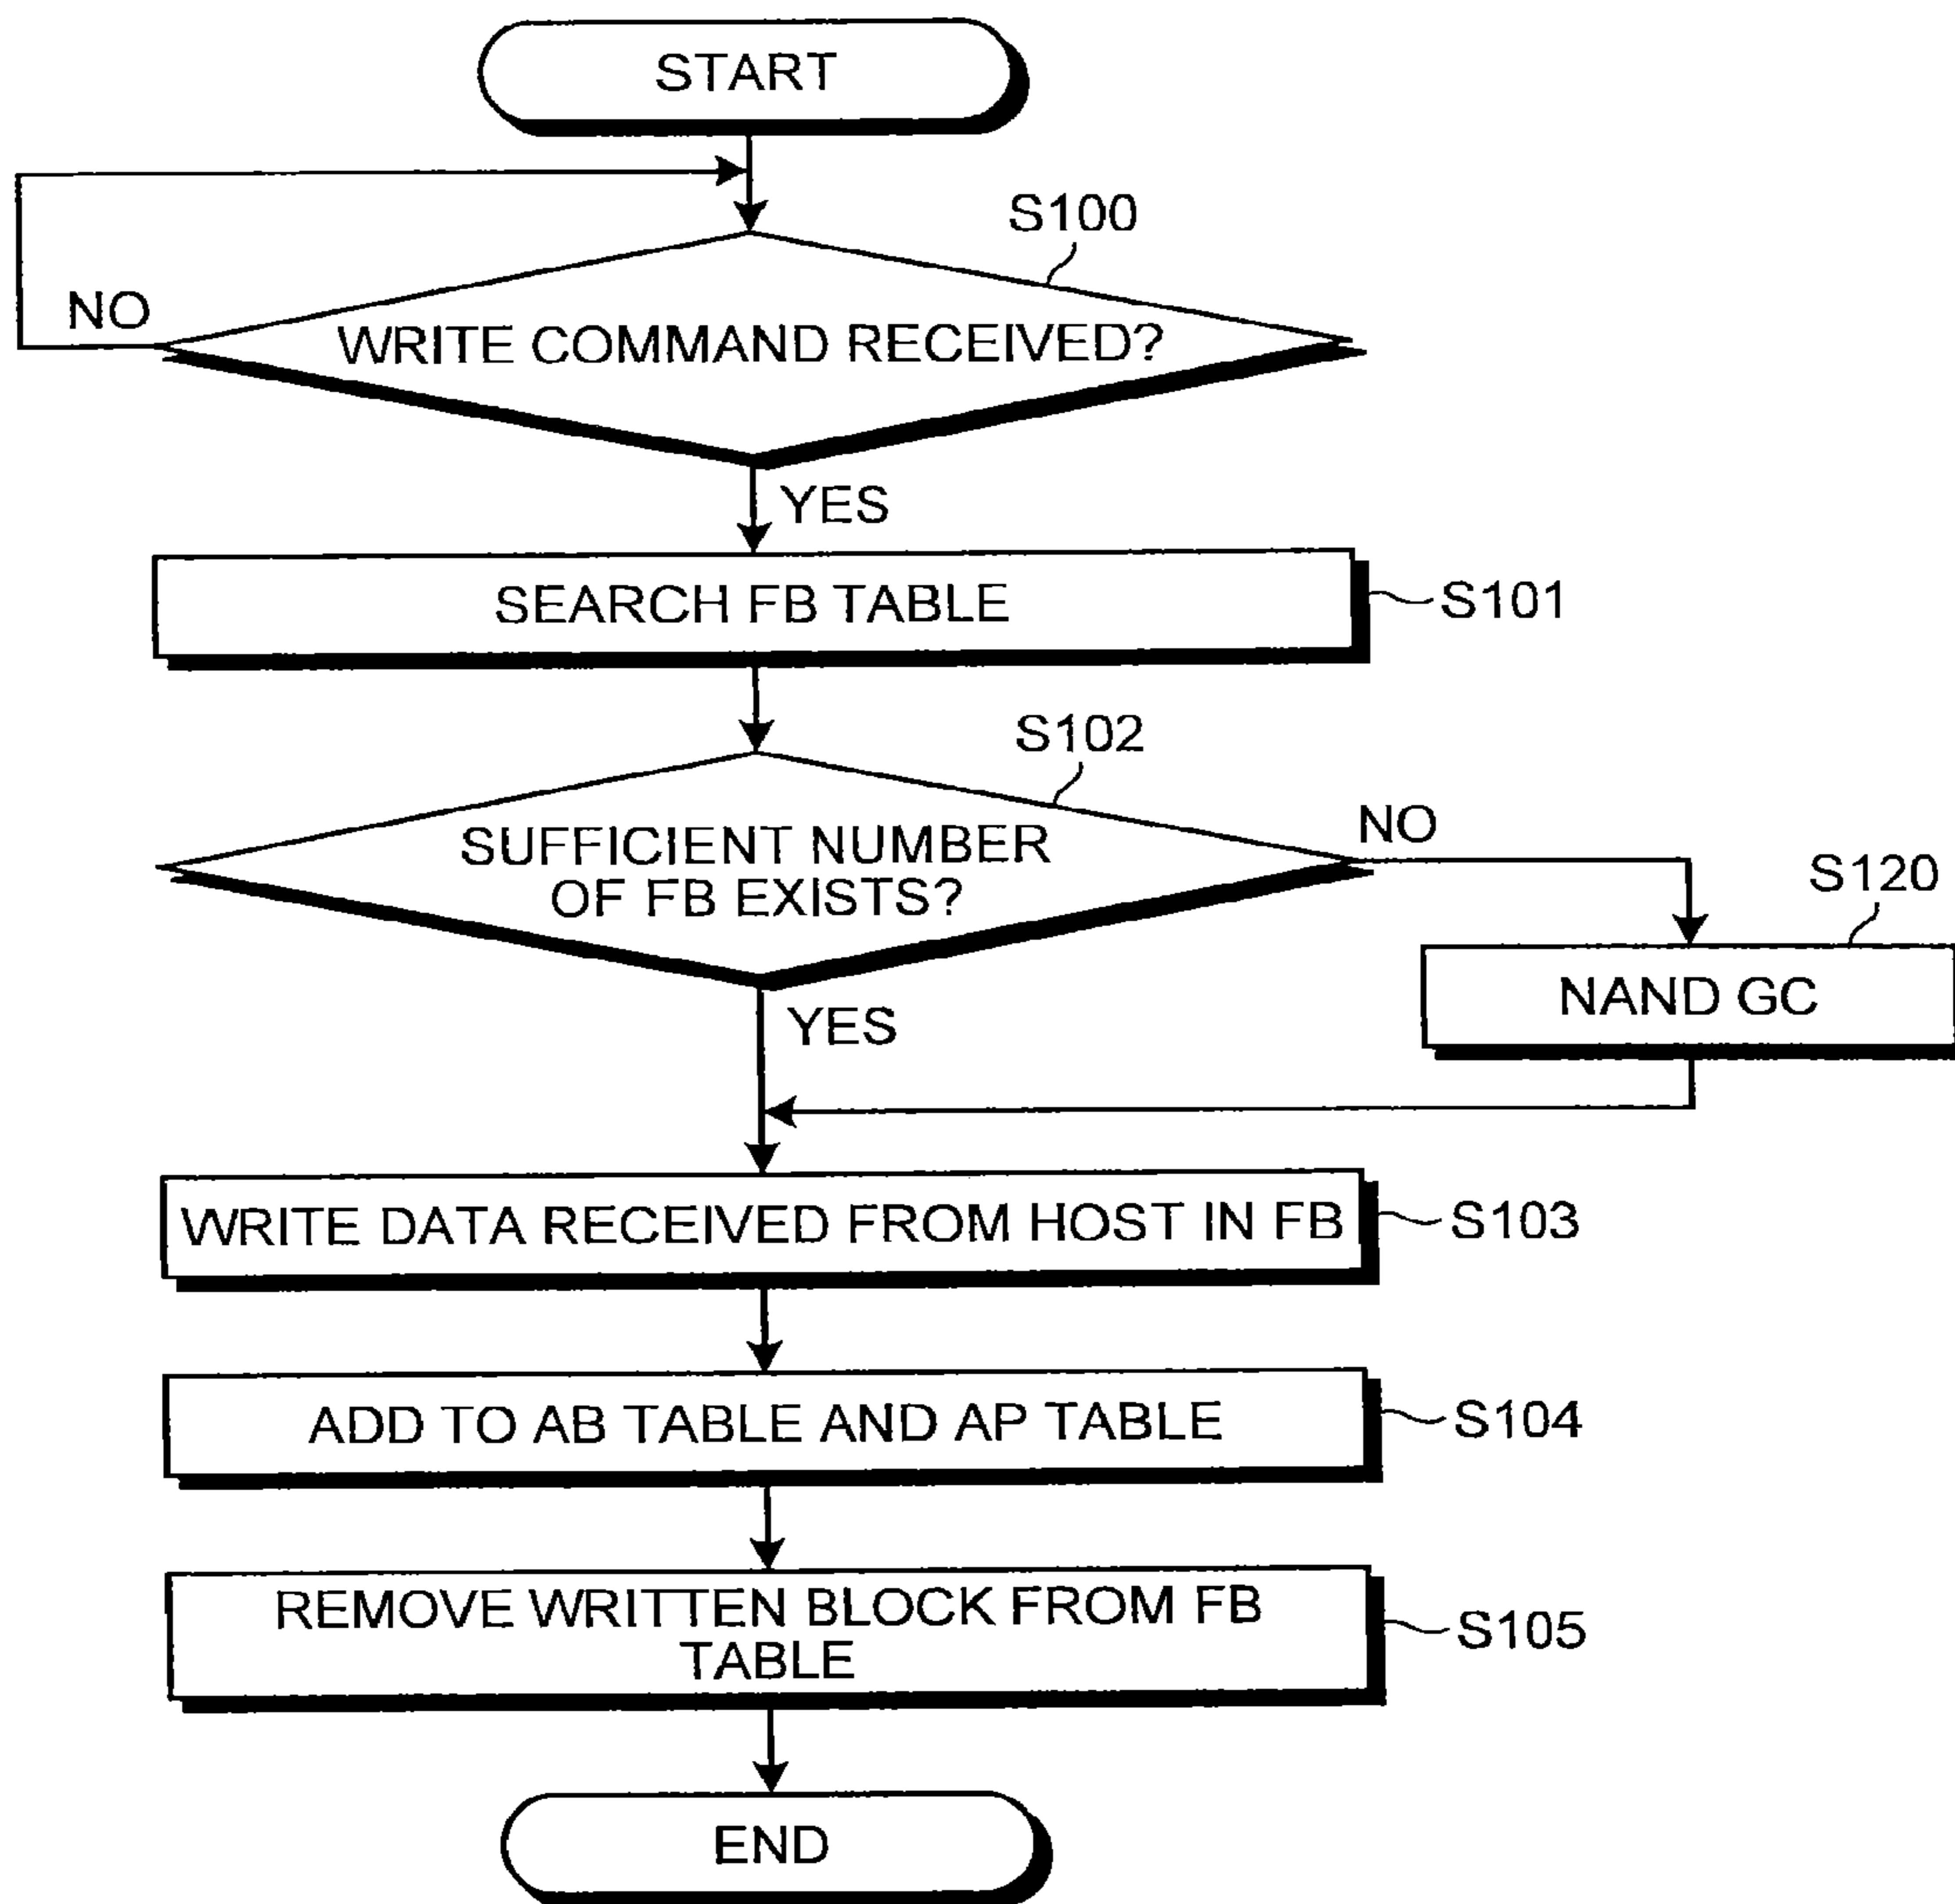 START
S100
NO
WRITE COMMAND RECEIVED?
YES
SEARCH FB TABLE
S101
S102
NO
SUFFICIENT NUMBER
OF FB EXISTS?
S120
NAND GC
YES
WRITE DATA RECEIVED FROM HOST IN FB
S103
ADD TO AB TABLE AND AP TABLE
S104
REMOVE WRITTEN BLOCK FROM FB
TABLE
S105
END